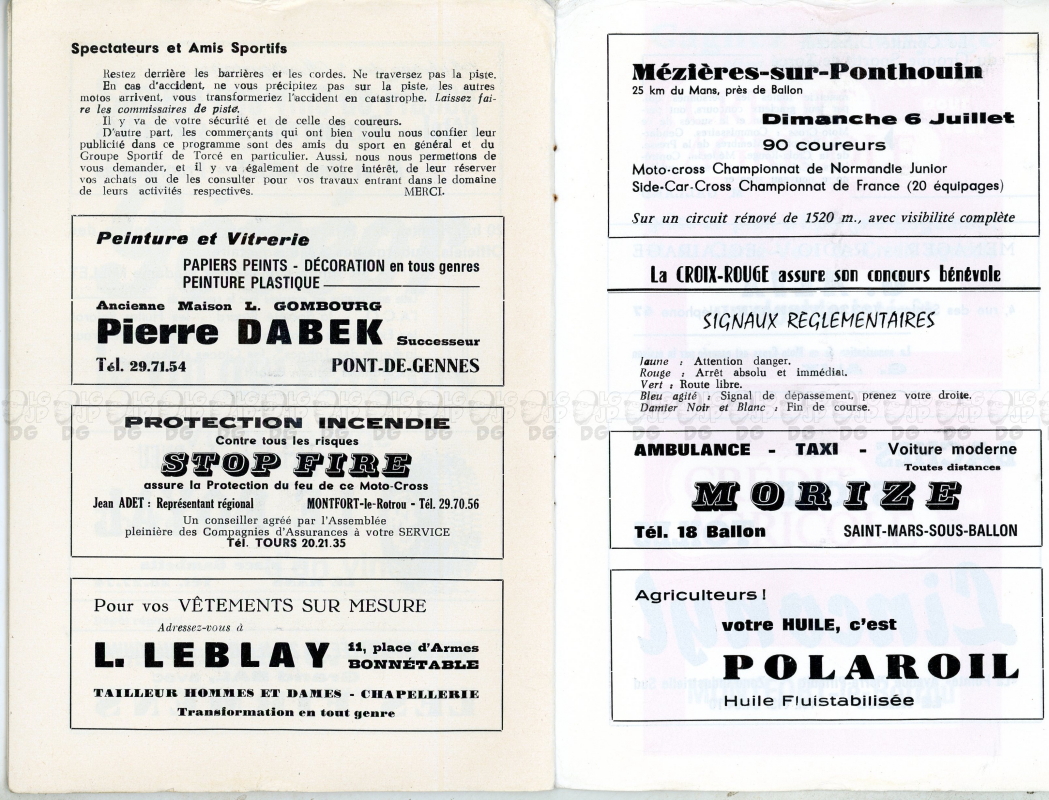 Spectateurs et Amis Sportifs
Restez derrière les barrières et les cordes. Ne traversez pas la piste.
En cas d'accident, ne vous précipitez pas sur la piste, les autres
motos arrivent, vous transformeriez l'accident en catastrophe. Laissez fai-
re les commissaires de piste.
Il y va de votre sécurité et de celle des coureurs.
D'autre part, les commerçants qui ont bien voulu nous confier leur
publicité dans ce programme sont des amis du sport en général et du
Groupe Sportif de Torcé en particulier. Aussi, nous nous permettons de
vous demander, et il y va également de votre intérêt, de leur réserver
vos achats ou de les consulter pour vos travaux entrant dans le domaine
de leurs activités respectives. MERCI.
Peinture et Vitrerie
PAPIERS PEINTS - DÉCORATION en tous genres
PEINTURE PLASTIQUE
Ancienne Maison L. GOMBOURG
Pierre DABEK Successeur
Tél. 29.71.54 PONT-DE-GENNES
PROTECTION INCENDIE
Contre tous les risques
STOP FIRE
assure la Protection du feu de ce Moto-Cross
Jean ADET : Représentant régional MONTFORT-le-Rotrou - Tél. 29.70.56
Un conseiller agréé par l'Assemblée
pleinière des Compagnies d'Assurances à votre SERVICE
Tél. TOURS 20.21.35
Pour vos VÊTEMENTS SUR MESURE
Adressez-vous à
L. LEBLAY 11, place d'Armes
BONNÉTABLE
TAILLEUR HOMMES ET DAMES - CHAPELLERIE
Transformation en tout genre
Mézières-sur-Ponthouin
25 km du Mans, près de Ballon
Dimanche 6 Juillet
90 coureurs
Moto-cross Championnat de Normandie Junior
Side-Car-Cross Championnat de France (20 équipages)
Sur un circuit rénové de 1520 m., avec visibilité complète
La CROIX-ROUGE assure son concours bénévole
SIGNAUX RÉGLEMENTAIRES
Jaune : Attention danger.
Rouge : Arrêt absolu et immédiat.
Vert : Route libre.
Bleu agité : Signal de dépassement, prenez votre droite.
Damier Noir et Blanc : Fin de course.
AMBULANCE - TAXI - Voiture moderne
Toutes distances
MORIZE
Tél. 18 Ballon SAINT-MARS-SOUS-BALLON
Agriculteurs !
votre HUILE, c'est
POLAROIL
Huile Fluistabilisée